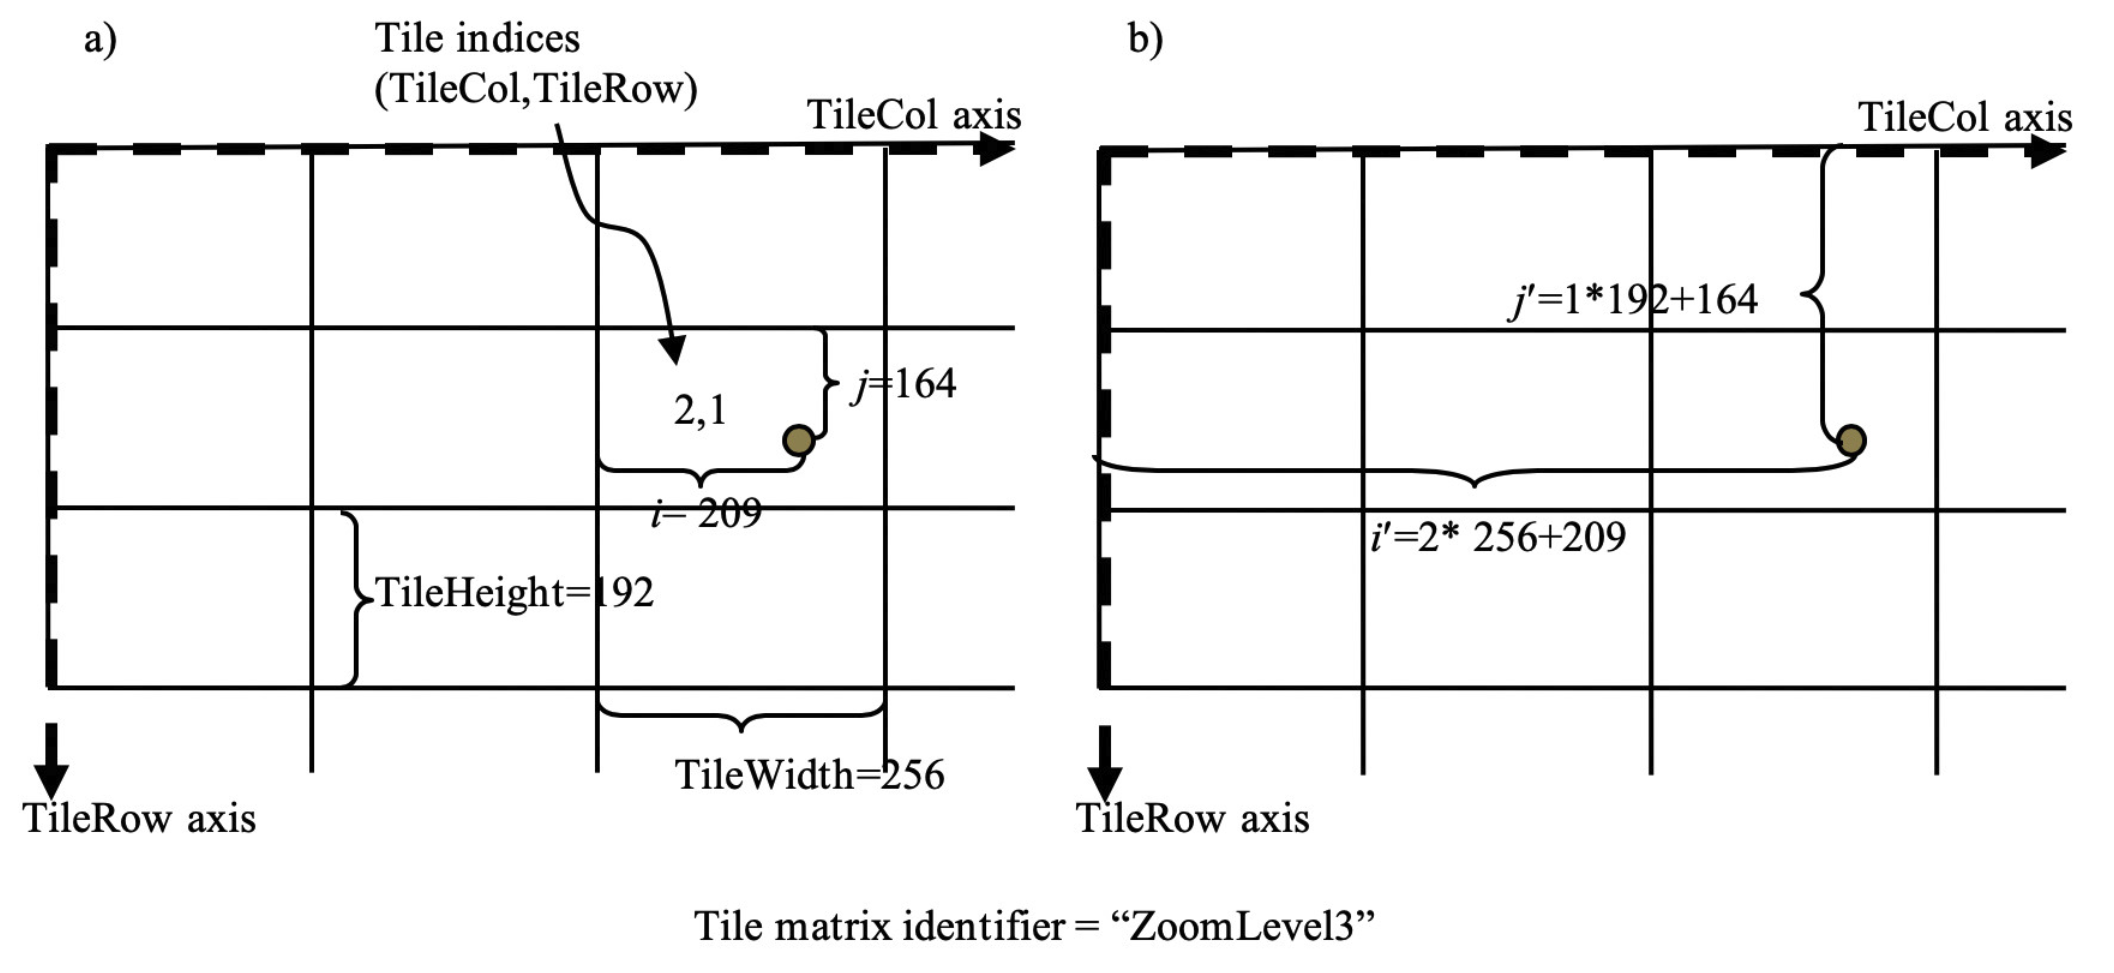 a)
Tile indices
(TileCol,TileRow)
TileCol axis
2,1
j=164
i= 209
TileHeight=192
TileWidth=256
TileRow axis
b)
TileCol axis
j'=1*192+164
i'=2* 256+209
TileRow axis
Tile matrix identifier = “ZoomLevel3”